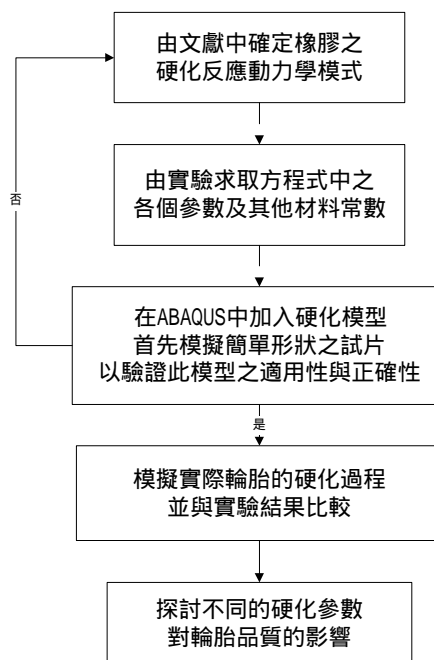 由文獻中確定橡膠之
硬化反應動力學模式
由實驗求取方程式中之
各個參數及其他材料常數
否
在ABAQUS中加入硬化模型
首先模擬簡單形狀之試片
以驗證此模型之適用性與正確性
是
模擬實際輪胎的硬化過程
並與實驗結果比較
探討不同的硬化參數
對輪胎品質的影響